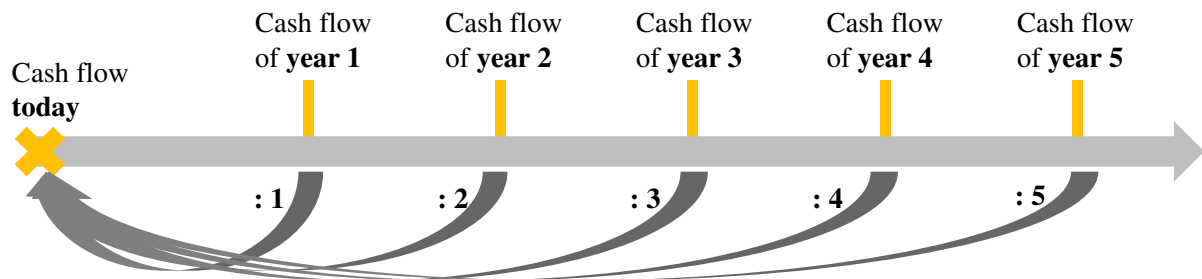 Cash flow
today
Cash flow
of year 1
Cash flow
of year 2
Cash flow
of year 3
Cash flow
of year 4
Cash flow
of year 5
: 1
: 2
: 3
: 4
: 5